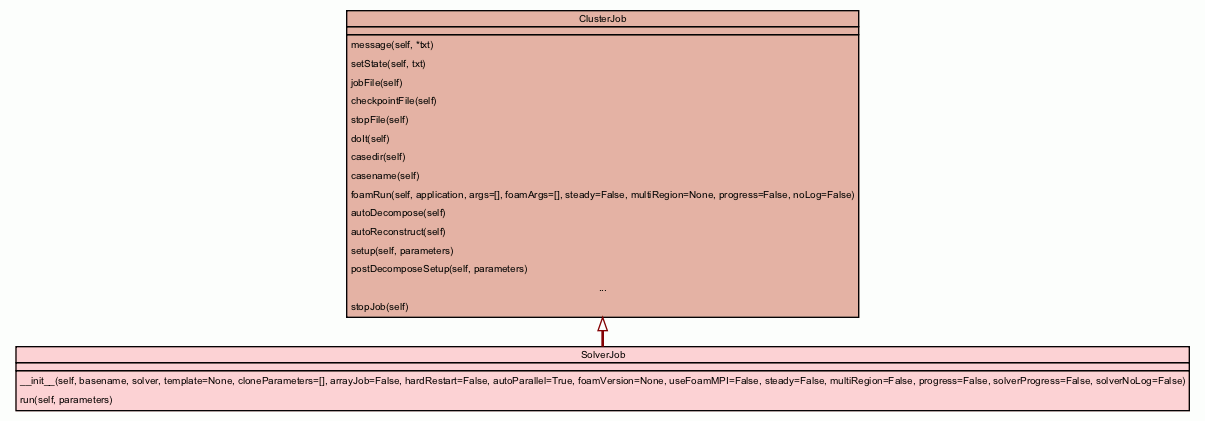 ClusterJob
message(self, *txt)
setState(self, txt)
jobFile(self)
checkpointFile(self)
stopFile(self)
doIt(self)
casedir(self)
casename(self)
foamRun(self, application, args=[], foamArgs=[], steady=False, multiRegion=None, progress=False, noLog=False)
autoDecompose(self)
autoReconstruct(self)
setup(self, parameters)
postDecomposeSetup(self, parameters)
...
stopJob(self)
SolverJob
__init__(self, basename, solver, template=None, cloneParameters=[], arrayJob=False, hardRestart=False, autoParallel=True, foamVersion=None, useFoamMPI=False, steady=False, multiRegion=False, progress=False, solverProgress=False, solverNoLog=False)
run(self, parameters)